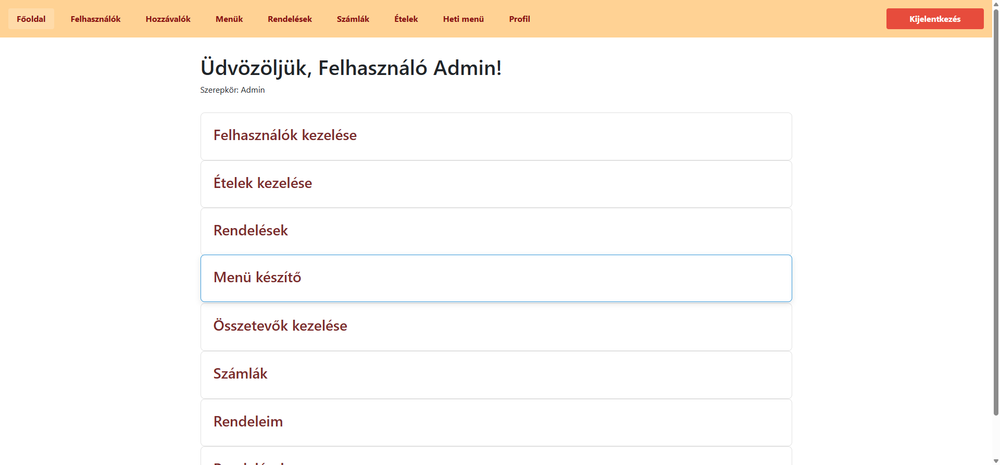 Főoldal Felhasználók Hozzávalók Menük Rendelések Számlák Ételek Heti menü Profil Kijelentkezés
Üdvözöljük, Felhasználó Admin!
Szerepkör: Admin
Felhasználók kezelése
Ételek kezelése
Rendelések
Menü készítő
Összetevők kezelése
Számlák
Rendeleim